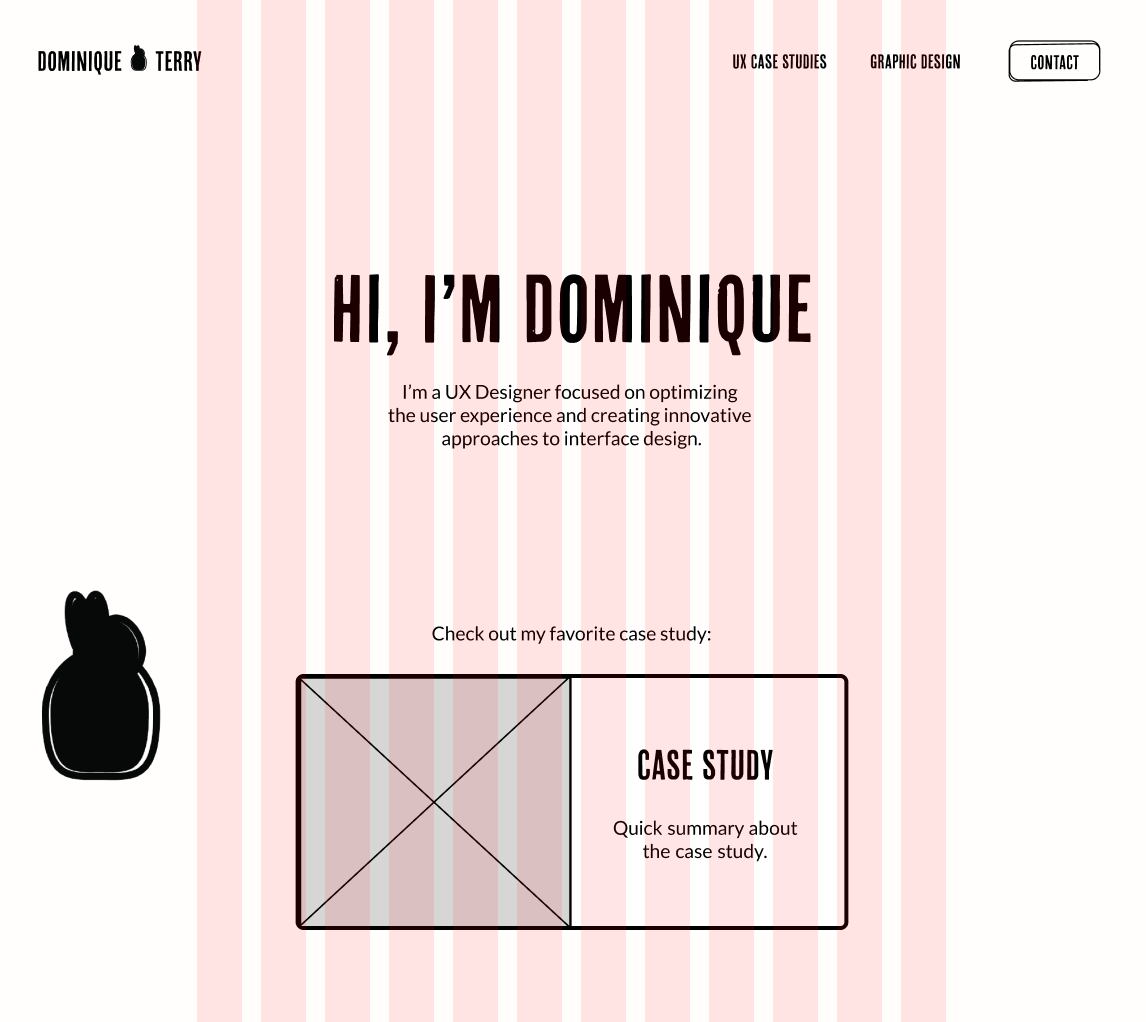 DOMINIQUE TERRY
UX CASE STUDIES
GRAPHIC DESIGN
CONTACT
HI, I’M DOMINIQUE
I’m a UX Designer focused on optimizing
the user experience and creating innovative
approaches to interface design.
Check out my favorite case study:
CASE STUDY
Quick summary about
the case study.